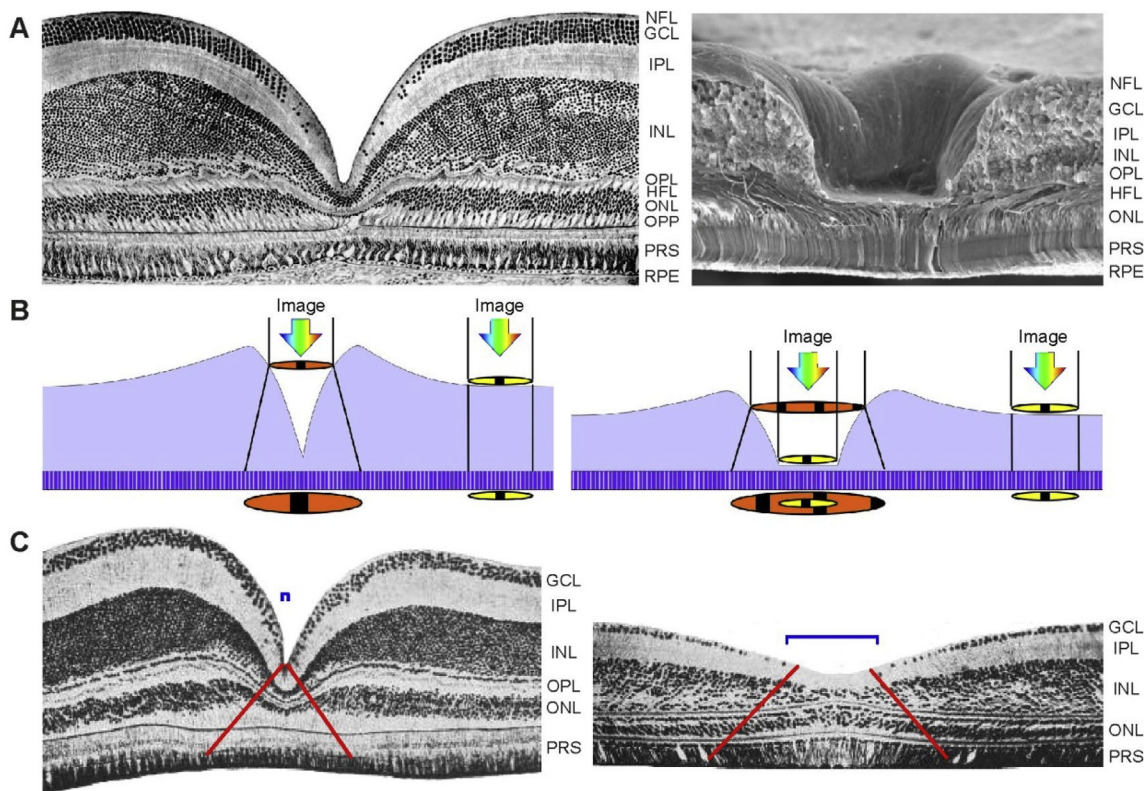 A
NFL
GCL
IPL
INL
OPL
HFL
ONL
OPP
PRS
RPE
NFL
GCL
IPL
INL
OPL
HFL
ONL
PRS
RPE
B
Image
Image
Image
Image
C
GCL
IPL
INL
OPL
ONL
PRS
GCL
IPL
INL
ONL
PRS